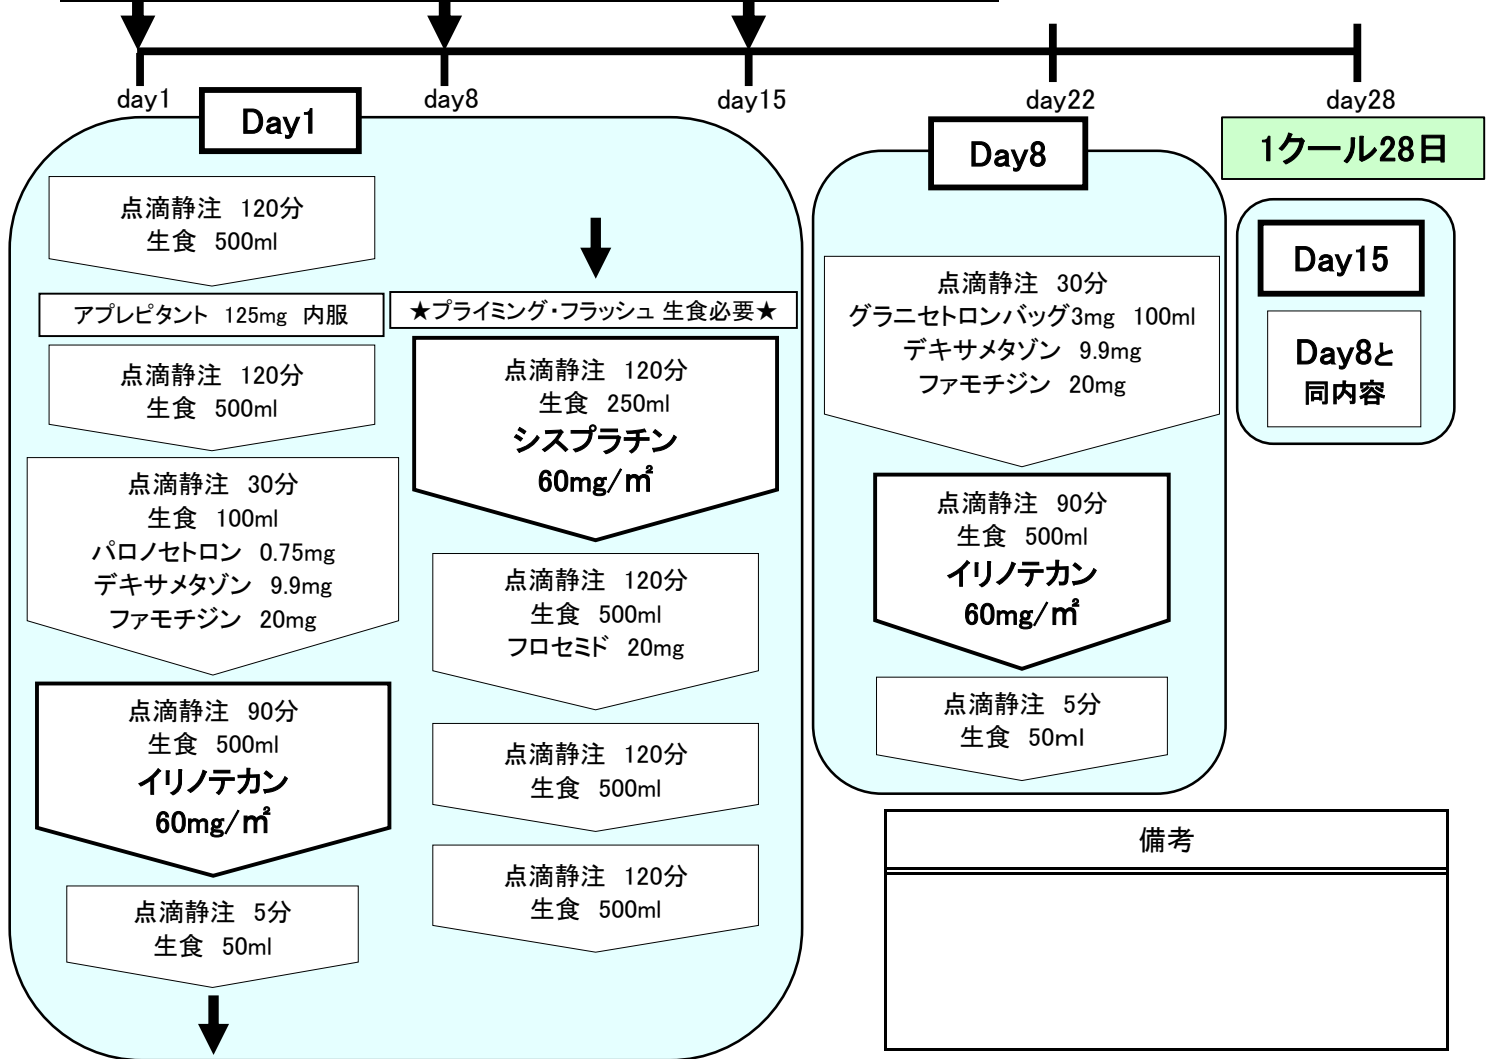 day1
day8
day15
day22
day28
Day1
点滴静注 120分
生食 500ml
アプレピタント 125mg 内服
点滴静注 120分
生食 500ml
点滴静注 30分
生食 100ml
パロノセトロン 0.75mg
デキサメタゾン 9.9mg
ファモチジン 20mg
点滴静注 90分
生食 500ml
イリノテカン
60mg/㎡
点滴静注 5分
生食 50ml
★プライミング・フラッシュ 生食必要★
点滴静注 120分
生食 250ml
シスプラチン
60mg/㎡
点滴静注 120分
生食 500ml
フロセミド 20mg
点滴静注 120分
生食 500ml
点滴静注 120分
生食 500ml
Day8
点滴静注 30分
グラニセトロンバッグ3mg 100ml
デキサメタゾン 9.9mg
ファモチジン 20mg
点滴静注 90分
生食 500ml
イリノテカン
60mg/㎡
点滴静注 5分
生食 50ml
1クール28日
Day15
Day8と
同内容
備考